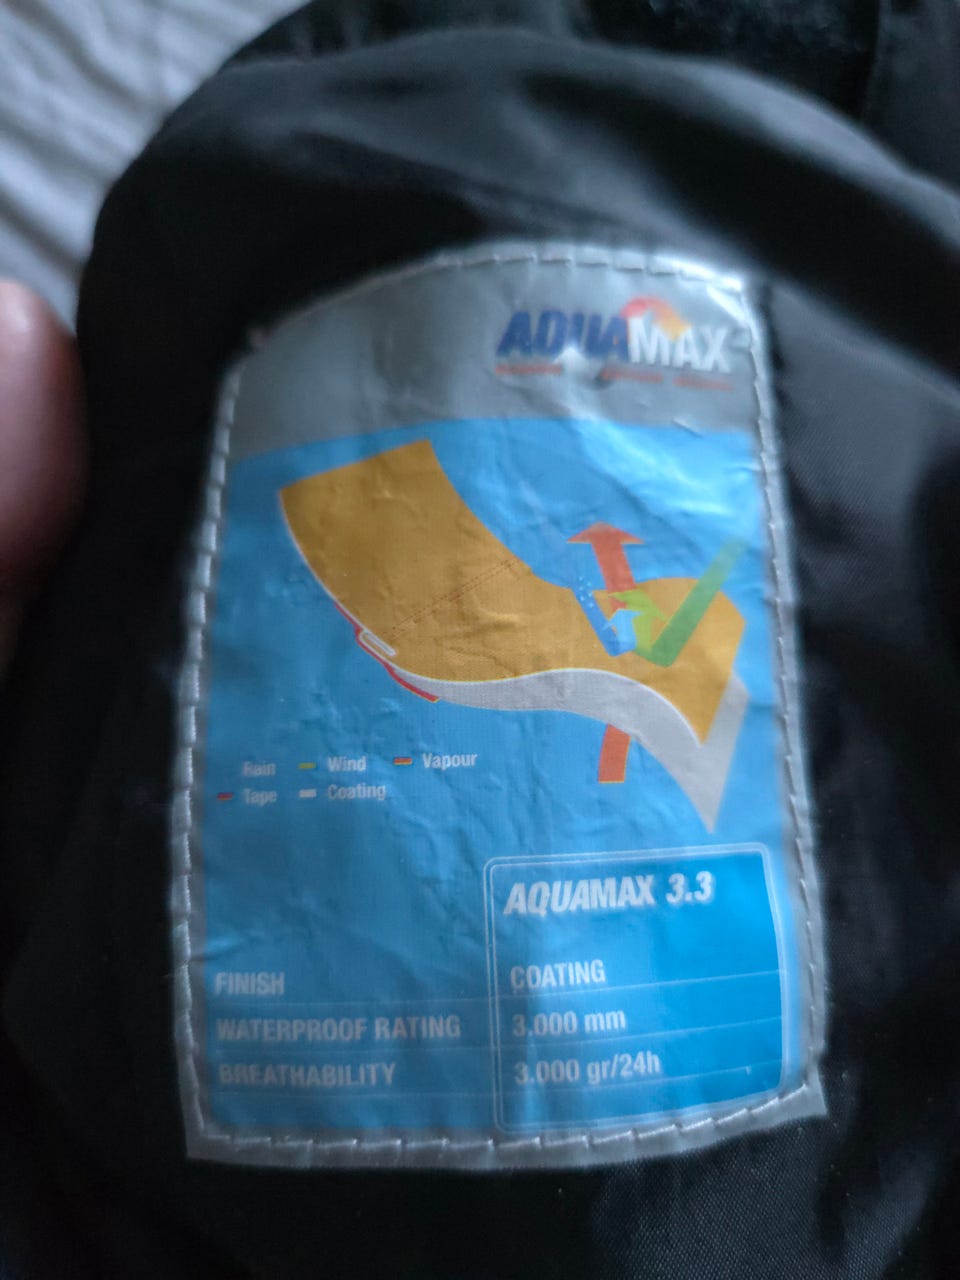 AQUAMAX
Rain Wind Vapour
Tape Coating
AQUAMAX 3.3
FINISH COATING
WATERPROOF RATING 3.000 mm
BREATHABILITY 3.000 gr/24h